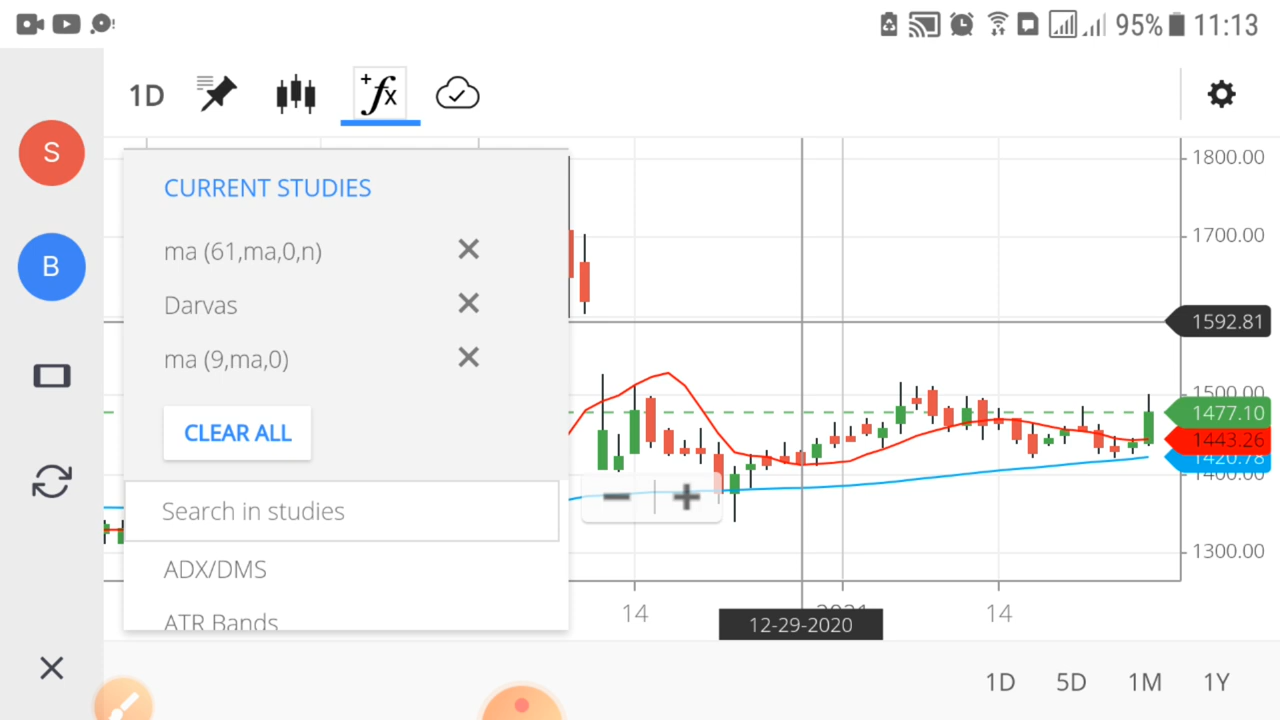 95% 11:13
1D +fx
S
B
CURRENT STUDIES
ma (61,ma,0,n)
Darvas
ma (9,ma,0)
CLEAR ALL
Search in studies
ADX/DMS
ATR Bands
1800.00
1700.00
1592.81
1500.00
1477.10
1443.26
1420.78
1400.00
1300.00
14 2021 14
12-29-2020
1D 5D 1M 1Y